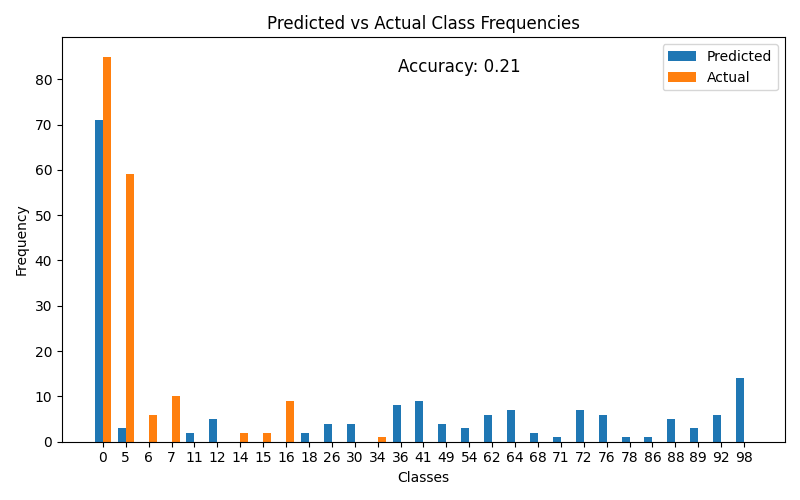 Predicted vs Actual Class Frequencies
Accuracy: 0.21
Predicted
Actual
Frequency
80
70
60
50
40
30
20
10
0
0 5 6 7 11 12 14 15 16 18 26 30 34 36 41 49 54 62 64 68 71 72 76 78 86 88 89 92 98
Classes